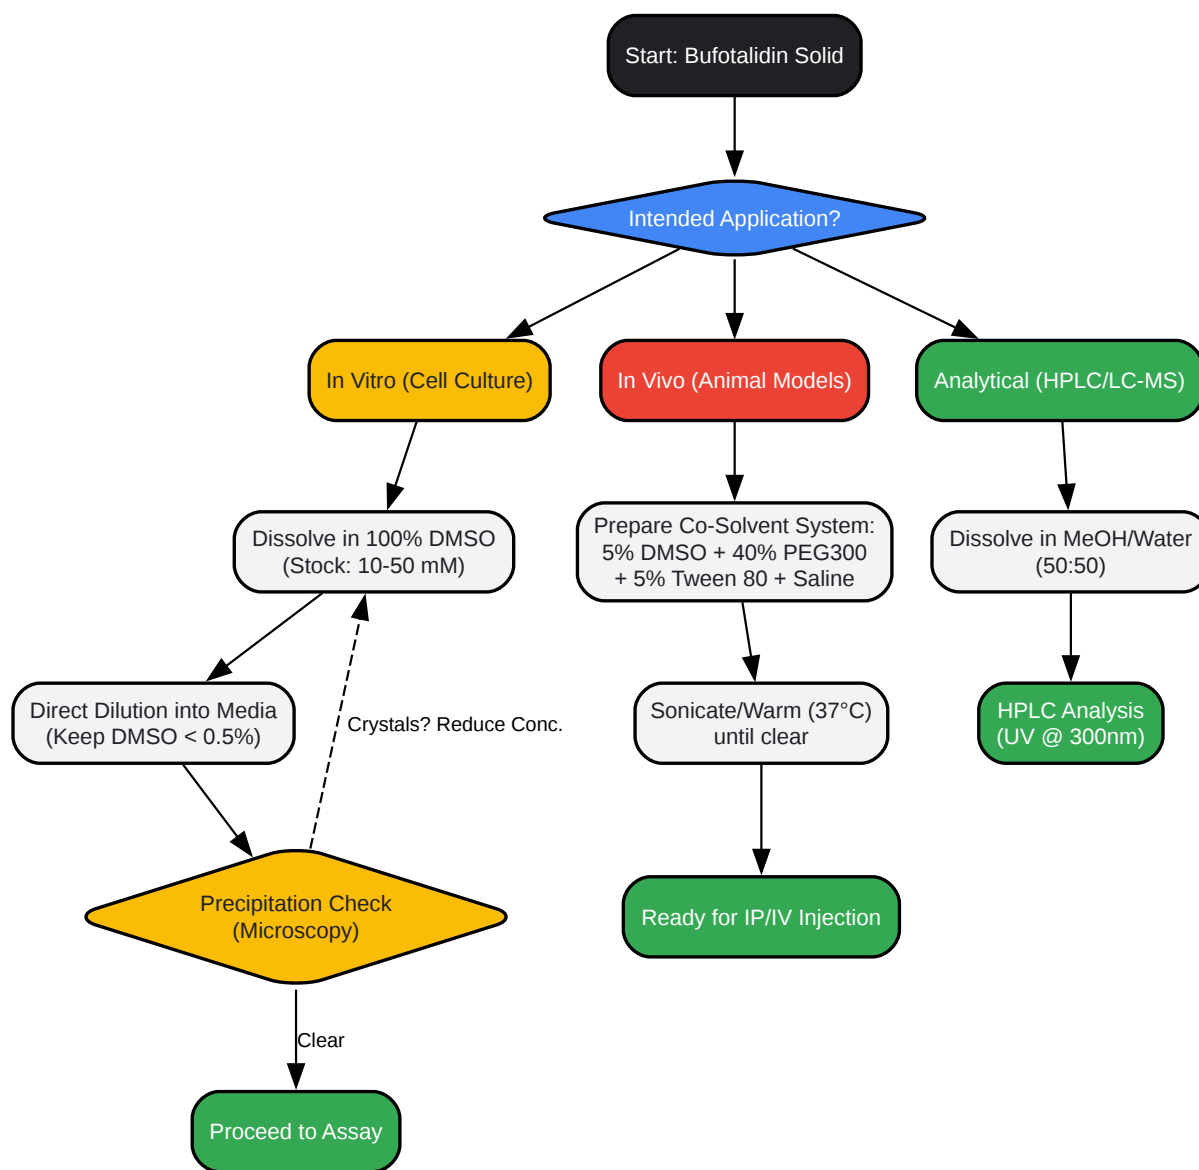 Start: Bufotalidin Solid
Intended Application?
In Vitro (Cell Culture)
In Vivo (Animal Models)
Analytical (HPLC/LC-MS)
Dissolve in 100% DMSO
(Stock: 10-50 mM)
Prepare Co-Solvent System:
5% DMSO + 40% PEG300
+ 5% Tween 80 + Saline
Dissolve in MeOH/Water
(50:50)
Direct Dilution into Media
(Keep DMSO < 0.5%)
Crystals? Reduce Conc.
Sonicate/Warm (37°C)
until clear
HPLC Analysis
(UV @ 300nm)
Precipitation Check
(Microscopy)
Ready for IP/IV Injection
Clear
Proceed to Assay